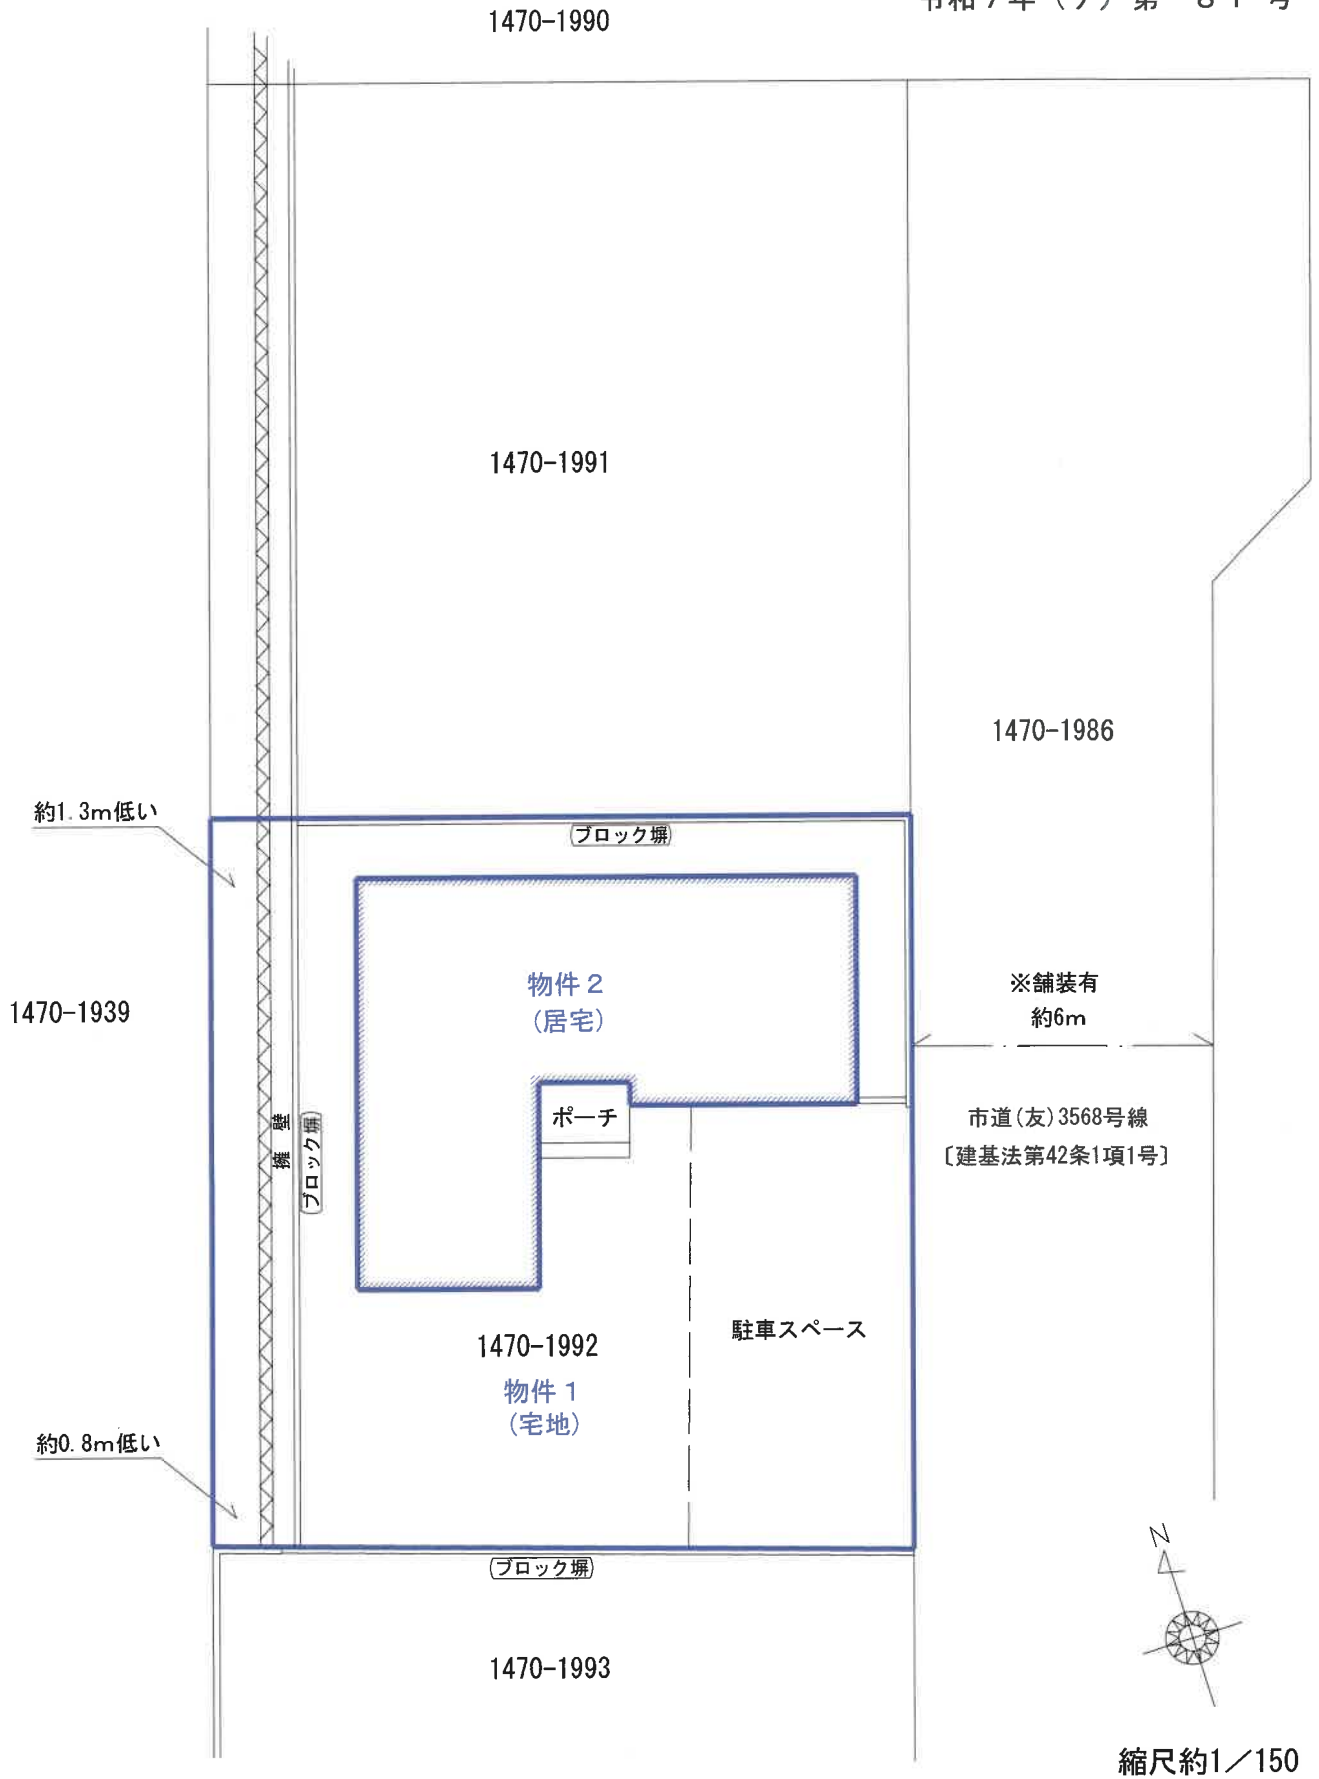 1470-1990
1470-1991
1470-1986
約1.3m低い
ブロック塀
物件2
(居宅)
1470-1939
※舗装有
約6m
ポーチ
市道(友)3568号線
〔建基法第42条1項1号〕
擁壁
ブロック塀
1470-1992
駐車スペース
物件1
(宅地)
約0.8m低い
ブロック塀
N
1470-1993
縮尺約1/150